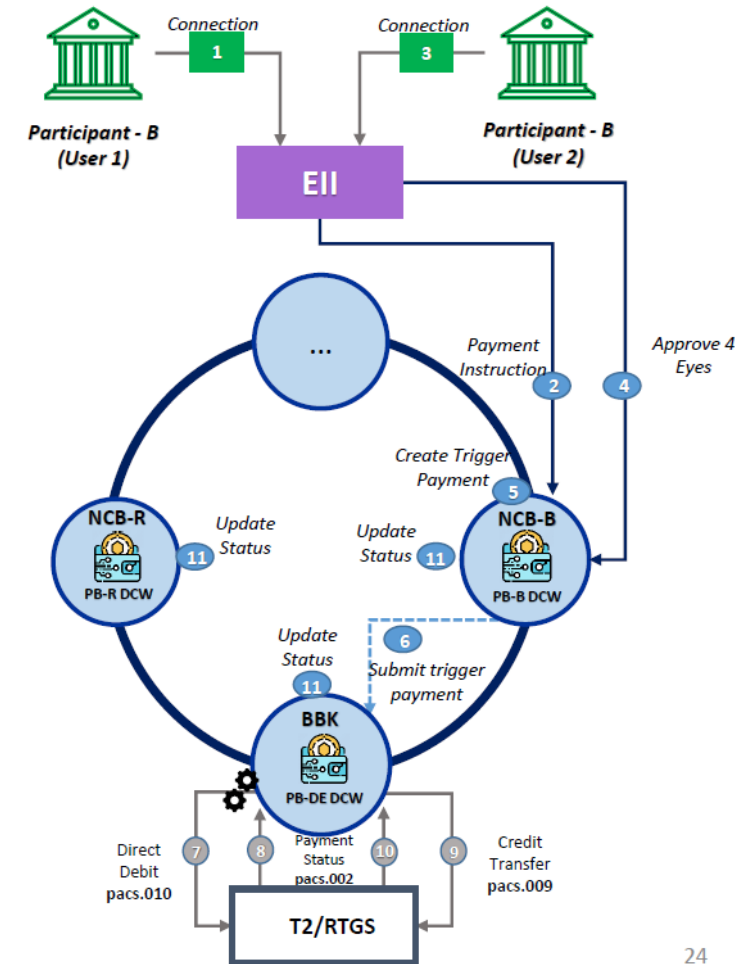 Connection
1
Connection
3
Participant - B
(User 1)
Participant - B
(User 2)
EII
...
Payment
Instruction
2
4
Approve 4
Eyes
Create Trigger
Payment
5
NCB-R
PB-R DCW
11
Update
Status
Update
Status
11
NCB-B
PB-B DCW
6
Submit trigger
payment
Update
Status
11
BBK
PB-DE DCW
Direct
Debit
pacs.010
7
8
Payment
Status
pacs.002
10
9
Credit
Transfer
pacs.009
T2/RTGS
24